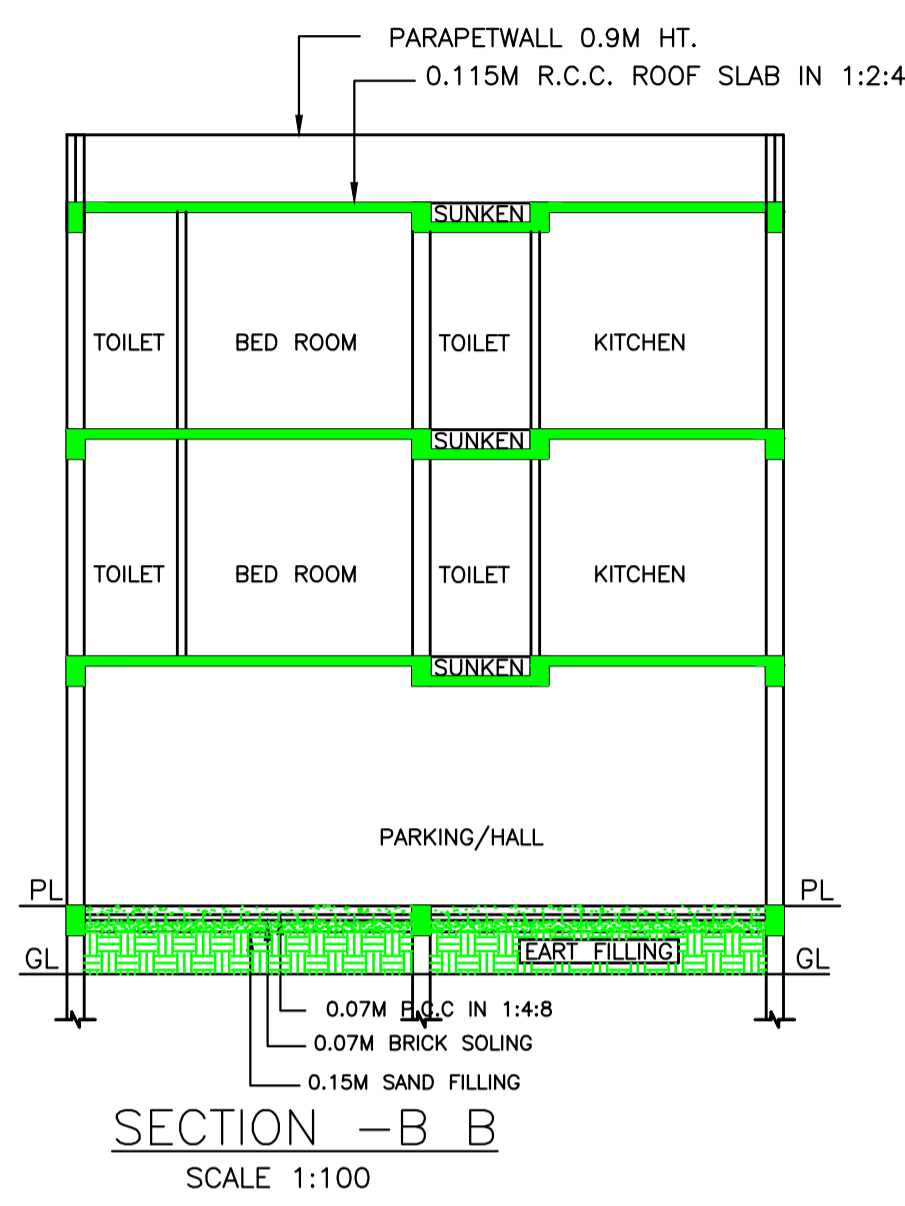 PARAPETWALL 0.9M HT.
0.115M R.C.C. ROOF SLAB IN 1:2:4
SUNKEN
TOILET BED ROOM TOILET KITCHEN
SUNKEN
TOILET BED ROOM TOILET KITCHEN
SUNKEN
PARKING/HALL
PL PL
GL EART FILLING GL
0.07M P.C.C IN 1:4:8
0.07M BRICK SOLING
0.15M SAND FILLING
SECTION -B B
SCALE 1:100